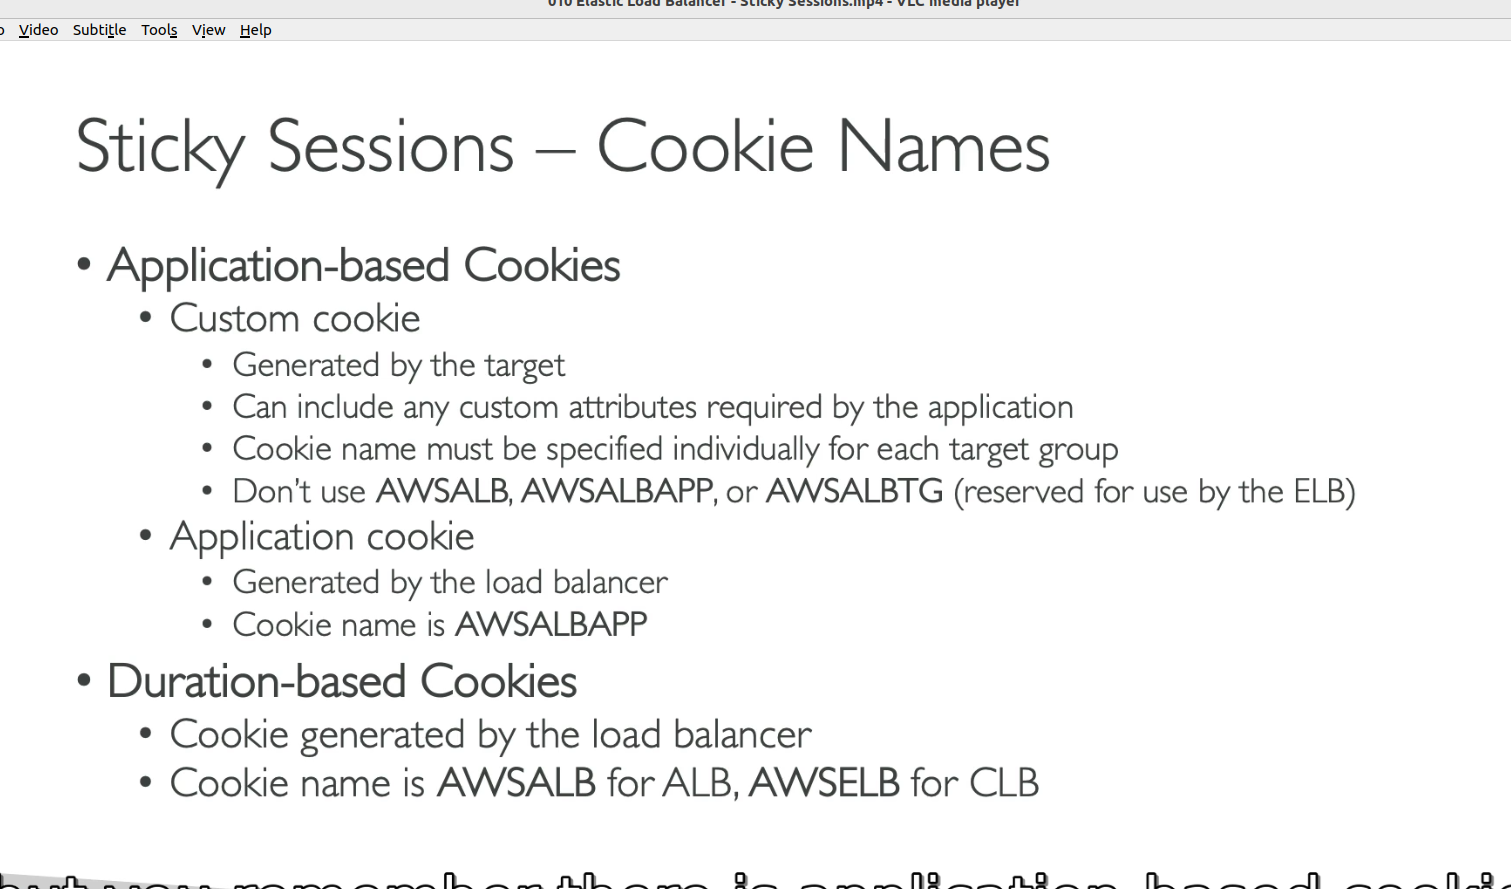 010 Elastic Load Balancer - Sticky Sessions.mp4 - VLC media player
Video Subtitle Tools View Help
Sticky Sessions – Cookie Names
• Application-based Cookies
• Custom cookie
• Generated by the target
• Can include any custom attributes required by the application
• Cookie name must be specified individually for each target group
• Don't use AWSALB, AWSALBAPP, or AWSALBTG (reserved for use by the ELB)
• Application cookie
• Generated by the load balancer
• Cookie name is AWSALBAPP
• Duration-based Cookies
• Cookie generated by the load balancer
• Cookie name is AWSALB for ALB, AWSELB for CLB
but you remember there is application-based cookie